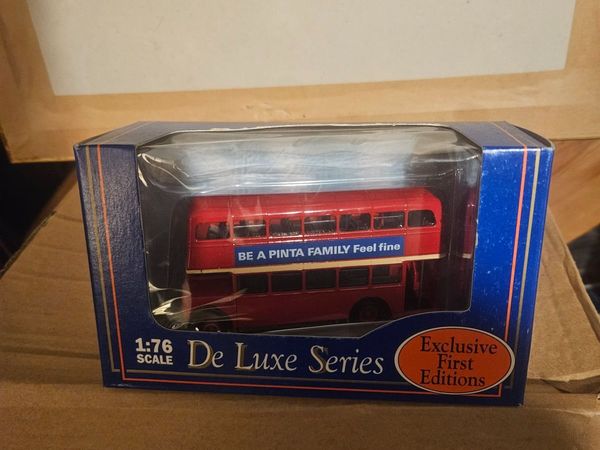 BE A PINTA FAMILY Feel fine
1:76
SCALE
De Luxe Series
Exclusive
First
Editions